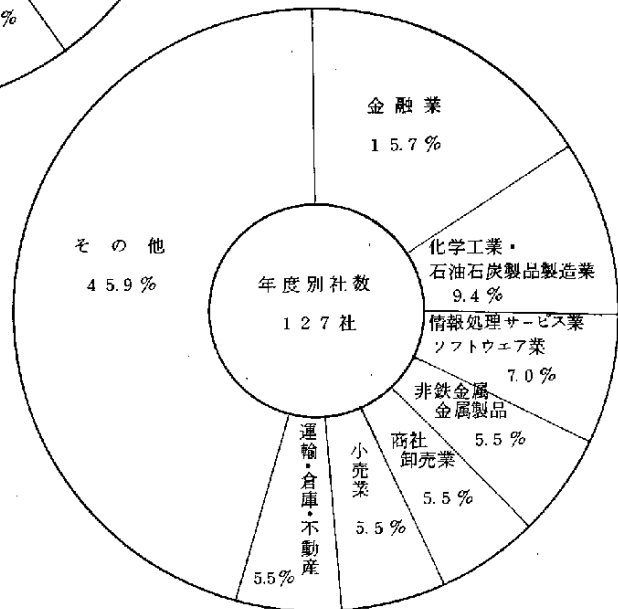 %
金融業
15.7%
化学工業・
石油石炭製品製造業
9.4%
情報処理サービス業
ソフトウエア業
7.0%
非鉄金属
金属製品
5.5%
商社
卸売業
5.5%
小売業
5.5%
運輸・倉庫・不動産
5.5%
その他
45.9%
年度別社数
127社